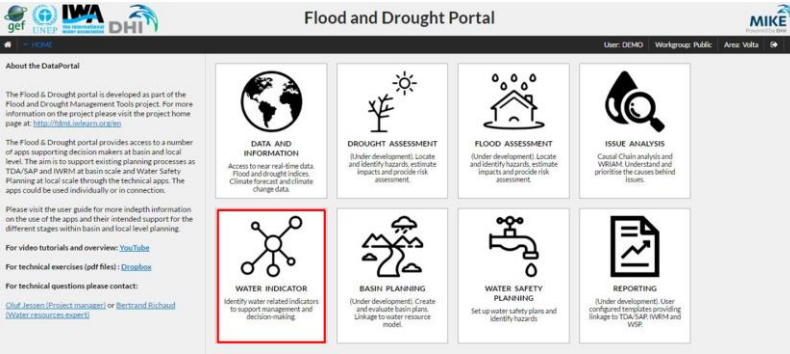 gef
UNEP
IWA
the international
water association
DHI
Flood and Drought Portal
MIKE
Powered by DHI
HOME
User: DEMO Workgroup: Public Area: Volta
About the DataPortal
The Flood & Drought portal is developed as part of the
Flood and Drought Management Tools project. For more
information on the project please visit the project home
page at: http://fdmt.iwlearn.org/en
The Flood & Drought portal provides access to a number
of apps supporting decision makers at basin and local
level. The aim is to support existing planning processes as
TDA/SAP and IWRM at basin scale and Water Safety
Planning at local scale through the technical apps. The
apps could be used individually or in connection.
Please visit the user guide for more indepth information
on the use of the apps and their intended support for the
different stages within basin and local level planning.
For video tutorials and overview: YouTube
For technical exercises (pdf files) : Dropbox
For technical questions please contact:
Oluf Jessen (Project manager) or Bertrand Richaud
(Water resources expert)
DATA AND
INFORMATION
Access to near real-time data.
Flood and drought indices.
Climate forecast and climate
change data.
DROUGHT ASSESSMENT
(Under development). Locate
and identify hazards, estimate
impacts and procide risk
assessment.
FLOOD ASSESSMENT
(Under development). Locate
and identify hazards, estimate
impacts and procide risk
assessment.
ISSUE ANALYSIS
Causal Chain analysis and
WRIAM. Understand and
prioritise the causes behind
issues.
WATER INDICATOR
Identify water related indicators
to support management and
decision-making.
BASIN PLANNING
(Under development). Create
and evaluate basin plans.
Linkage to water resource
model.
WATER SAFETY
PLANNING
Set up water safety plans and
identify hazards
REPORTING
(Under development). User
configured templates providing
linkage to TDA/SAP, IWRM and
WSP.